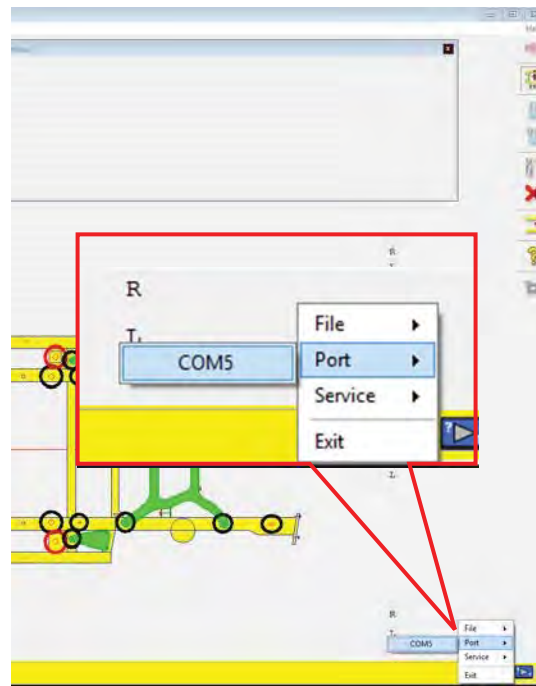 R
R
L
File
COM5
Port
Service
Exit
L
R
L
File
COM5
Port
Service
Exit